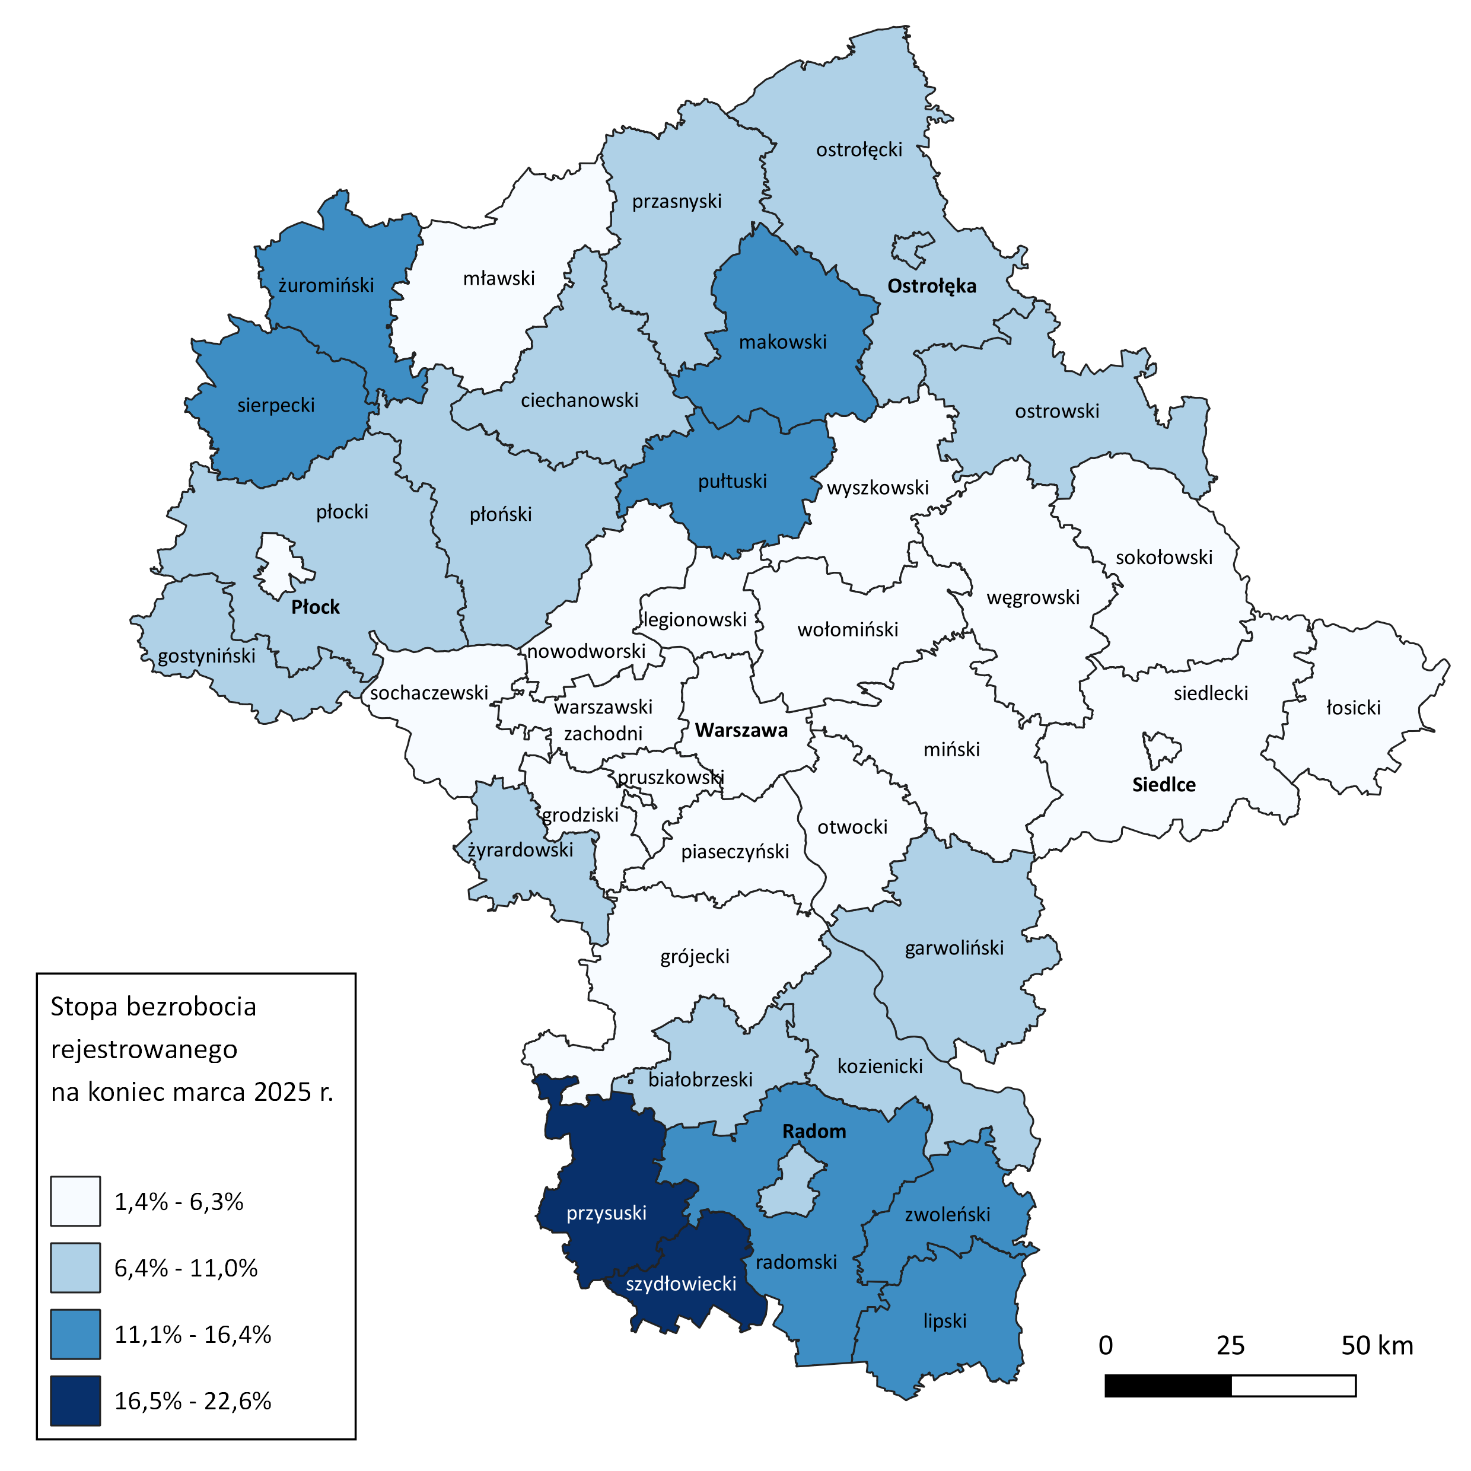 ostrołęcki
przasnyski
mławski
żuromiński
Ostrołęka
makowski
ciechanowski
sierpecki
ostrowski
pułtuski
wyszkowski
płocki
płoński
sokołowski
węgrowski
Płock
legionowski
wołomiński
gostyniński
nowodworski
sochaczewski
siedlecki
warszawski
zachodni
łosicki
Warszawa
miński
pruszkowski
Siedlce
grodziski
otwocki
żyrardowski
piaseczyński
garwoliński
grójecki
kozienicki
białobrzeski
Radom
przysuski
zwoleński
radomski
szydłowiecki
lipski
Stopa bezrobocia
rejestrowanego
na koniec marca 2025 r.
1,4% - 6,3%
6,4% - 11,0%
11,1% - 16,4%
16,5% - 22,6%
0 25 50 km